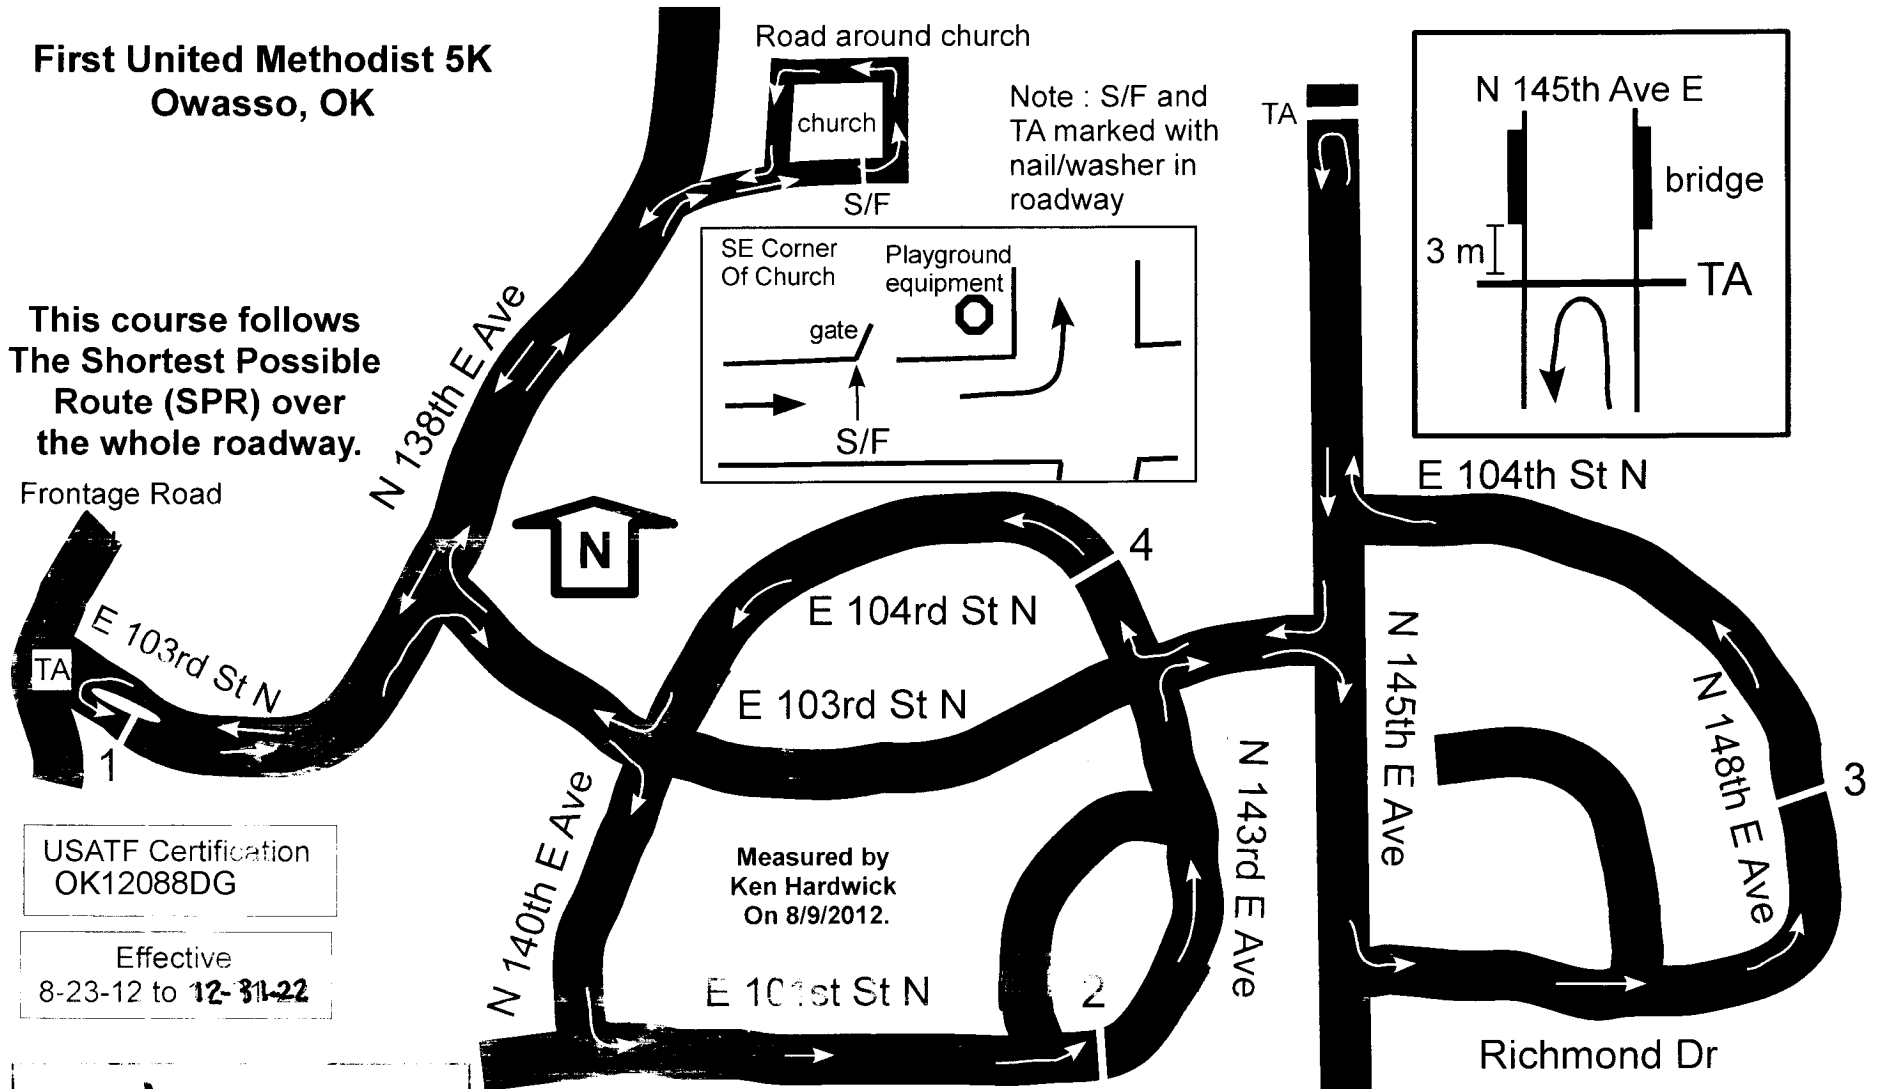 First United Methodist 5K
Owasso, OK
Road around church
church
S/F
Note : S/F and
TA marked with
nail/washer in
roadway
TA
N 145th Ave E
bridge
3 m
TA
SE Corner
Of Church
Playground
equipment
gate
S/F
This course follows
The Shortest Possible
Route (SPR) over
the whole roadway.
N 138th E Ave
Frontage Road
E 104th St N
N
4
E 103rd St N
TA
1
E 104rd St N
E 103rd St N
N 145th E Ave
N 148th E Ave
3
N 143rd E Ave
N 140th E Ave
USATF Certification
OK12088DG
Effective
8-23-12 to 12-31-22
Measured by
Ken Hardwick
On 8/9/2012.
E 101st St N
2
Richmond Dr